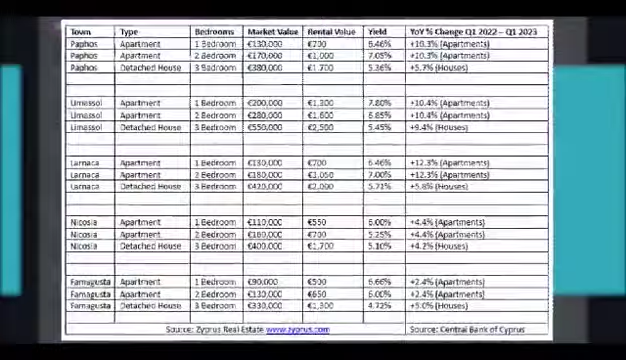 Town Type Bedrooms Market Value Rental Value Yield YoY % Change Q1 2022 – Q1 2023
Paphos Apartment 1 Bedroom €130,000 €700 6.46% +10.3% (Apartments)
Paphos Apartment 2 Bedroom €170,000 €1,000 7.05% +10.3% (Apartments)
Paphos Detached House 3 Bedroom €380,000 €1,700 5.36% +5.7% (Houses)
Limassol Apartment 1 Bedroom €200,000 €1,300 7.80% +10.4% (Apartments)
Limassol Apartment 2 Bedroom €280,000 €1,600 6.85% +10.4% (Apartments)
Limassol Detached House 3 Bedroom €550,000 €2,500 5.45% +9.4% (Houses)
Larnaca Apartment 1 Bedroom €130,000 €700 6.46% +12.3% (Apartments)
Larnaca Apartment 2 Bedroom €180,000 €1,050 7.00% +12.3% (Apartments)
Larnaca Detached House 3 Bedroom €420,000 €2,000 5.71% +5.8% (Houses)
Nicosia Apartment 1 Bedroom €110,000 €550 6.00% +4.4% (Apartments)
Nicosia Apartment 2 Bedroom €160,000 €700 5.25% +4.4% (Apartments)
Nicosia Detached House 3 Bedroom €400,000 €1,700 5.10% +4.2% (Houses)
Famagusta Apartment 1 Bedroom €90,000 €500 6.66% +2.4% (Apartments)
Famagusta Apartment 2 Bedroom €130,000 €650 6.00% +2.4% (Apartments)
Famagusta Detached House 3 Bedroom €330,000 €1,300 4.72% +5.0% (Houses)
Source: Zyprus Real Estate www.zyprus.com Source: Central Bank of Cyprus